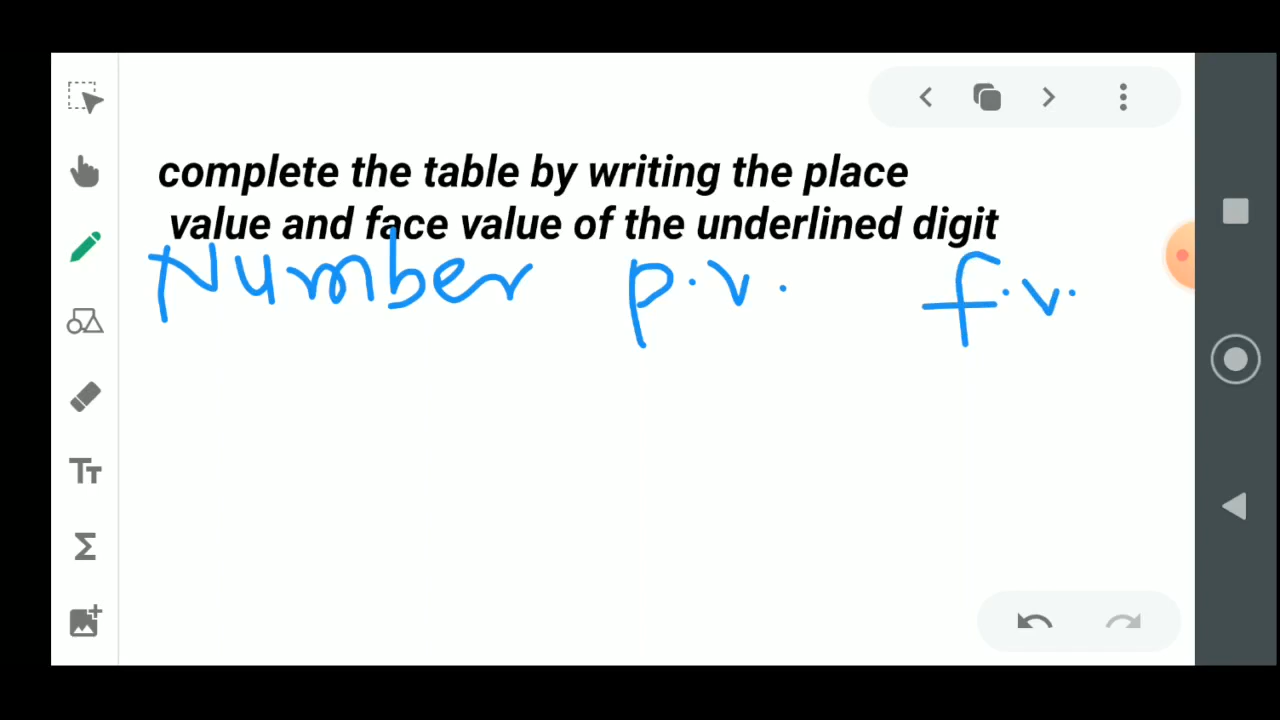 complete the table by writing the place
value and face value of the underlined digit
Number p.v. f.v.